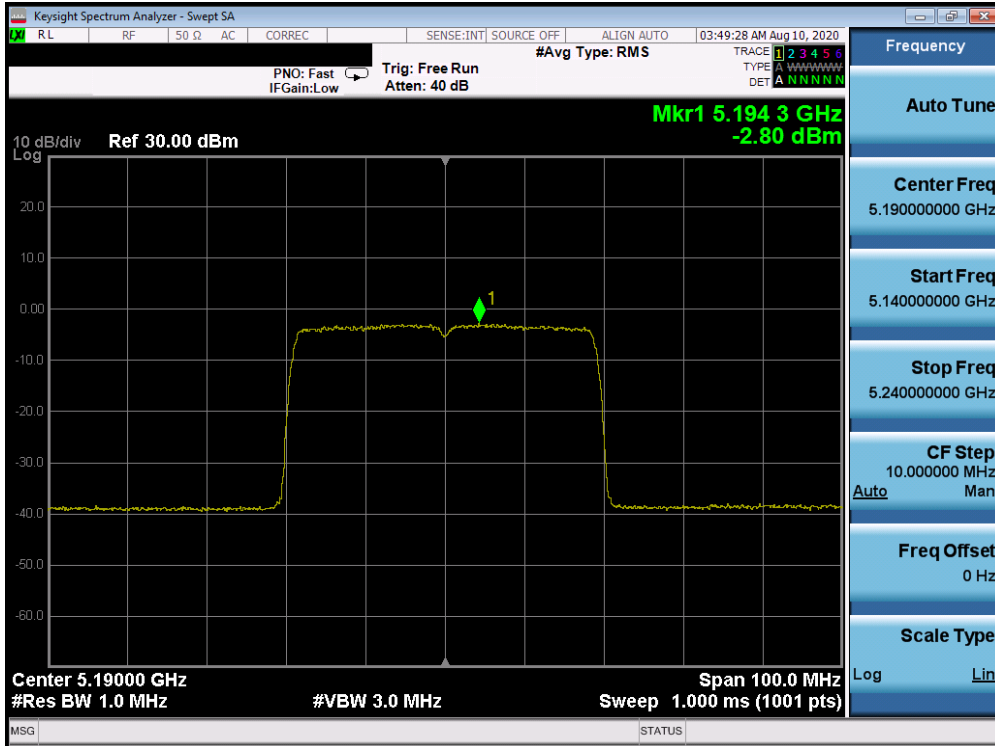 Keysight Spectrum Analyzer - Swept SA
LXI RL RF 50 Ω AC CORREC SENSE:INT SOURCE OFF ALIGN AUTO 03:49:28 AM Aug 10, 2020
#Avg Type: RMS TRACE 1 2 3 4 5 6
PNO: Fast Trig: Free Run TYPE A WWWWW
IFGain:Low Atten: 40 dB DET A N N N N N
Mkr1 5.194 3 GHz
10 dB/div Ref 30.00 dBm -2.80 dBm
Log
1
20.0
10.0
0.00
-10.0
-20.0
-30.0
-40.0
-50.0
-60.0
Center 5.19000 GHz Span 100.0 MHz
#Res BW 1.0 MHz #VBW 3.0 MHz Sweep 1.000 ms (1001 pts)
MSG STATUS
Frequency
Auto Tune
Center Freq
5.190000000 GHz
Start Freq
5.140000000 GHz
Stop Freq
5.240000000 GHz
CF Step
10.000000 MHz
Auto Man
Freq Offset
0 Hz
Scale Type
Log Lin